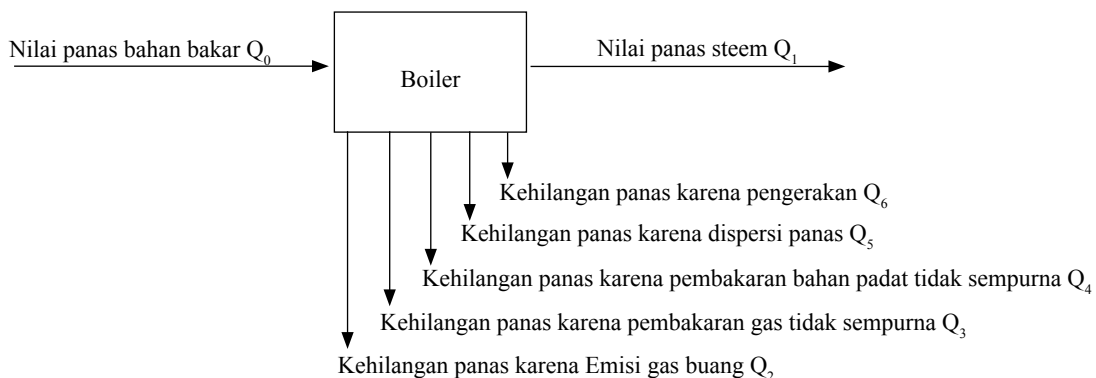 Nilai panas bahan bakar Q₀
Nilai panas steem Q₁
Boiler
Kehilangan panas karena pengerakan Q₆
Kehilangan panas karena dispersi panas Q₅
Kehilangan panas karena pembakaran bahan padat tidak sempurna Q₄
Kehilangan panas karena pembakaran gas tidak sempurna Q₃
Kehilangan panas karena Emisi gas buang Q₂